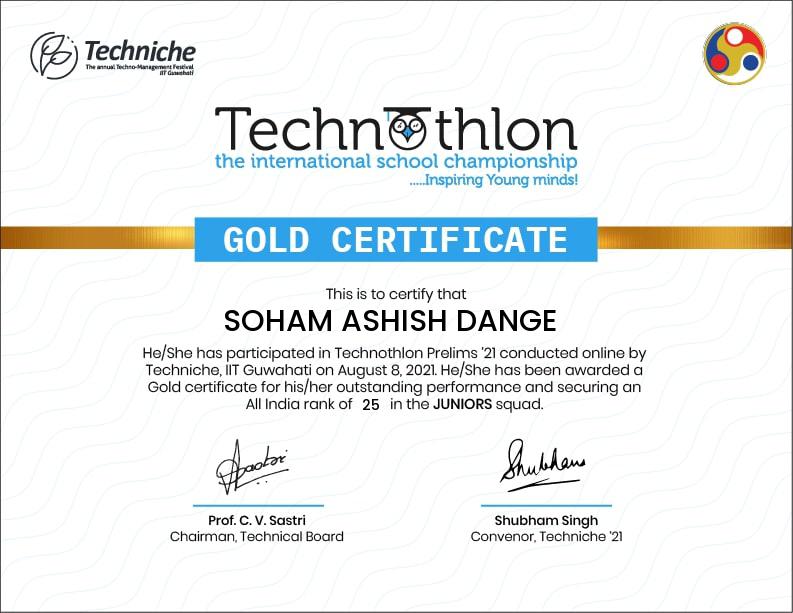 Techniche
The annual Techno-Management Festival
IIT Guwahati
Technothlon
the international school championship
.....Inspiring Young minds!
GOLD CERTIFICATE
This is to certify that
SOHAM ASHISH DANGE
He/She has participated in Technothlon Prelims '21 conducted online by
Techniche, IIT Guwahati on August 8, 2021. He/She has been awarded a
Gold certificate for his/her outstanding performance and securing an
All India rank of 25 in the JUNIORS squad.
Shubham
Prof. C. V. Sastri
Shubham Singh
Chairman, Technical Board
Convenor, Techniche '21